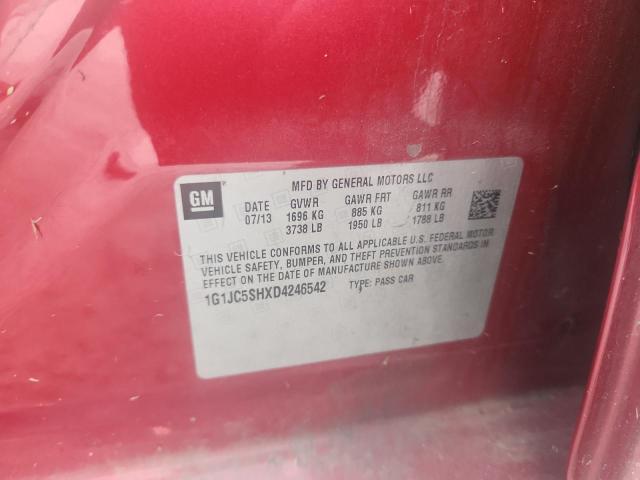 GM
MFD BY GENERAL MOTORS LLC
DATE GVWR GAWR FRT GAWR RR
07/13 1696 KG 885 KG 811 KG
3738 LB 1950 LB 1788 LB
THIS VEHICLE CONFORMS TO ALL APPLICABLE U.S. FEDERAL MOTOR
VEHICLE SAFETY, BUMPER, AND THEFT PREVENTION STANDARDS IN
EFFECT ON THE DATE OF MANUFACTURE SHOWN ABOVE.
1G1JC5SHXD4246542 TYPE: PASS CAR